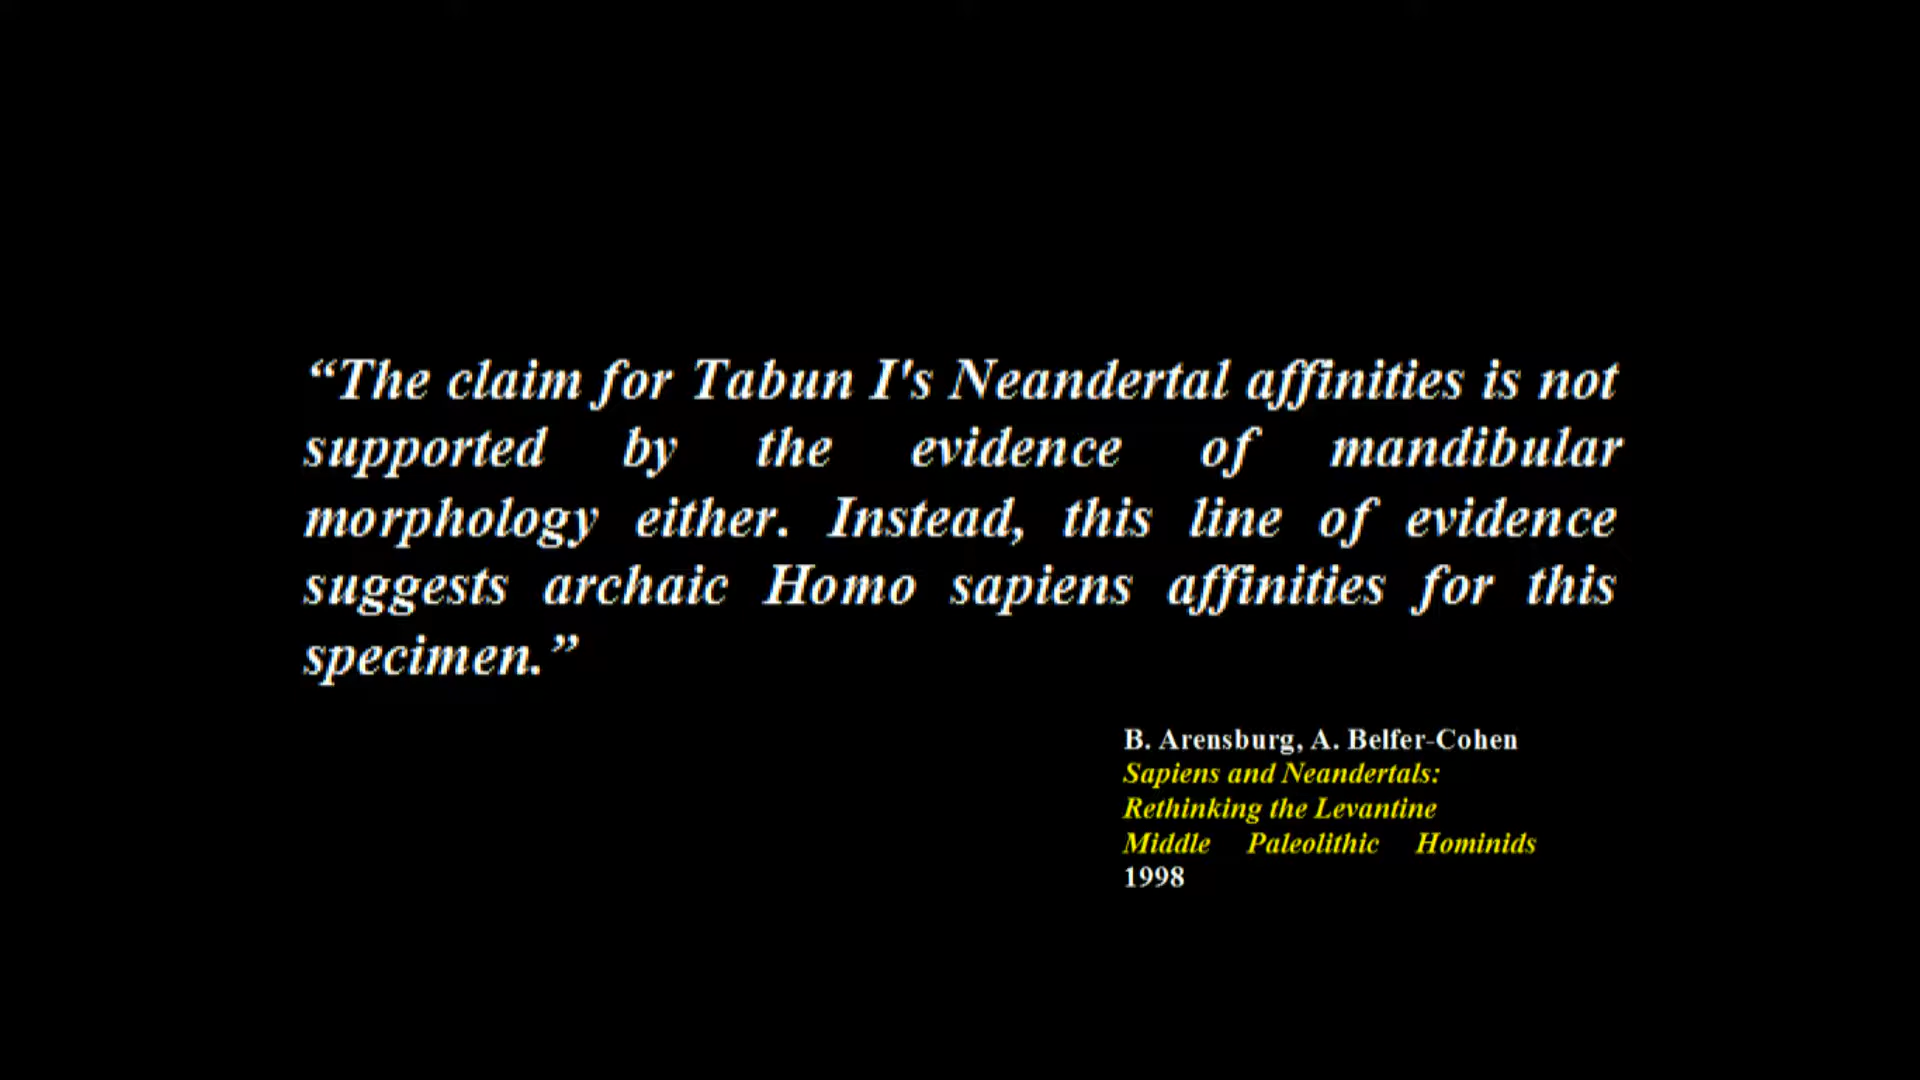 “The claim for Tabun I's Neandertal affinities is not
supported by the evidence of mandibular
morphology either. Instead, this line of evidence
suggests archaic Homo sapiens affinities for this
specimen.”
B. Arensburg, A. Belfer-Cohen
Sapiens and Neandertals:
Rethinking the Levantine
Middle Paleolithic Hominids
1998